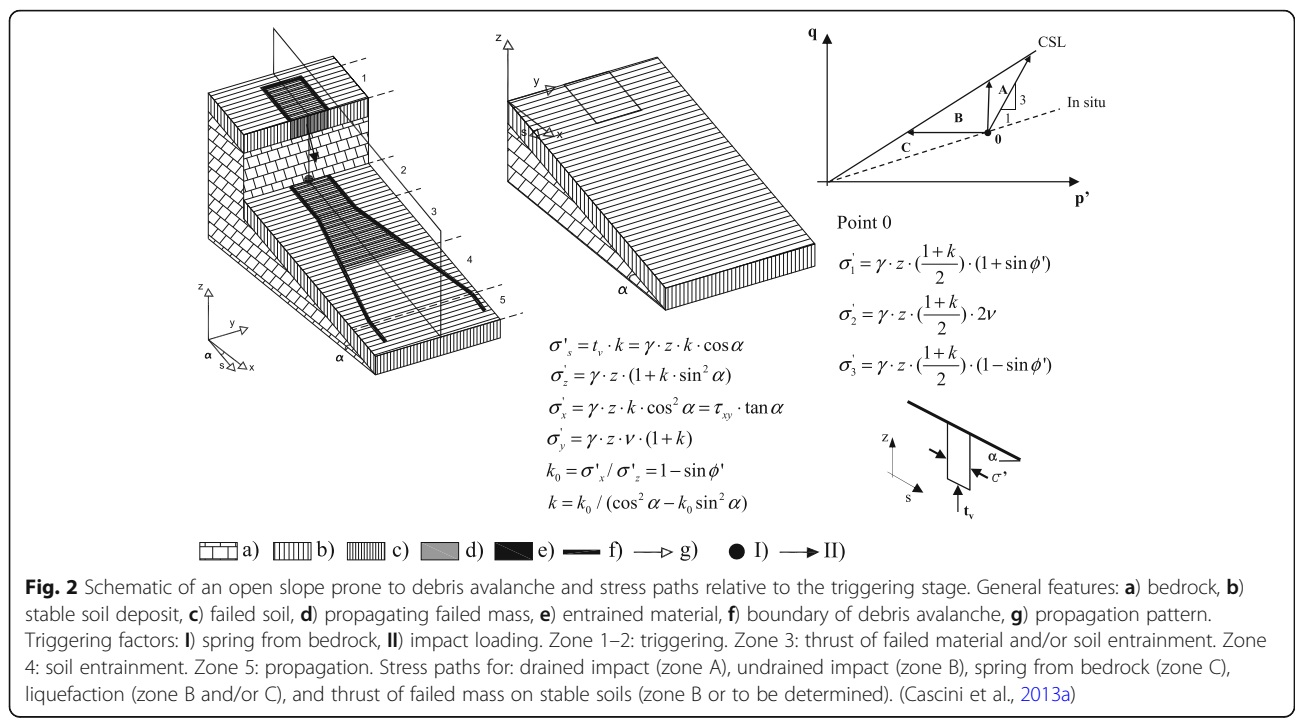 z
y
x
s
α
1
2
3
4
5
α
z
y
s
x
α
q
CSL
A
3
1
In situ
B
C
0
p'
Point 0
σ'₁ = γ · z · ((1+k)/2) · (1 + sin ϕ')
σ'₂ = γ · z · ((1+k)/2) · 2ν
σ'₃ = γ · z · ((1+k)/2) · (1 − sin ϕ')
σ'ₛ = tᵥ · k = γ · z · k · cos α
σ'_z = γ · z · (1 + k · sin² α)
σ'_x = γ · z · k · cos² α = τ_xy · tan α
σ'_y = γ · z · ν · (1 + k)
k₀ = σ'_x / σ'_z = 1 − sin ϕ'
k = k₀ / (cos² α − k₀ sin² α)
z
s
α
σ'
tᵥ
a) b) c) d) e) f) g) I) II)
Fig. 2 Schematic of an open slope prone to debris avalanche and stress paths relative to the triggering stage. General features: a) bedrock, b)
stable soil deposit, c) failed soil, d) propagating failed mass, e) entrained material, f) boundary of debris avalanche, g) propagation pattern.
Triggering factors: I) spring from bedrock, II) impact loading. Zone 1–2: triggering. Zone 3: thrust of failed material and/or soil entrainment. Zone
4: soil entrainment. Zone 5: propagation. Stress paths for: drained impact (zone A), undrained impact (zone B), spring from bedrock (zone C),
liquefaction (zone B and/or C), and thrust of failed mass on stable soils (zone B or to be determined). (Cascini et al., 2013a)